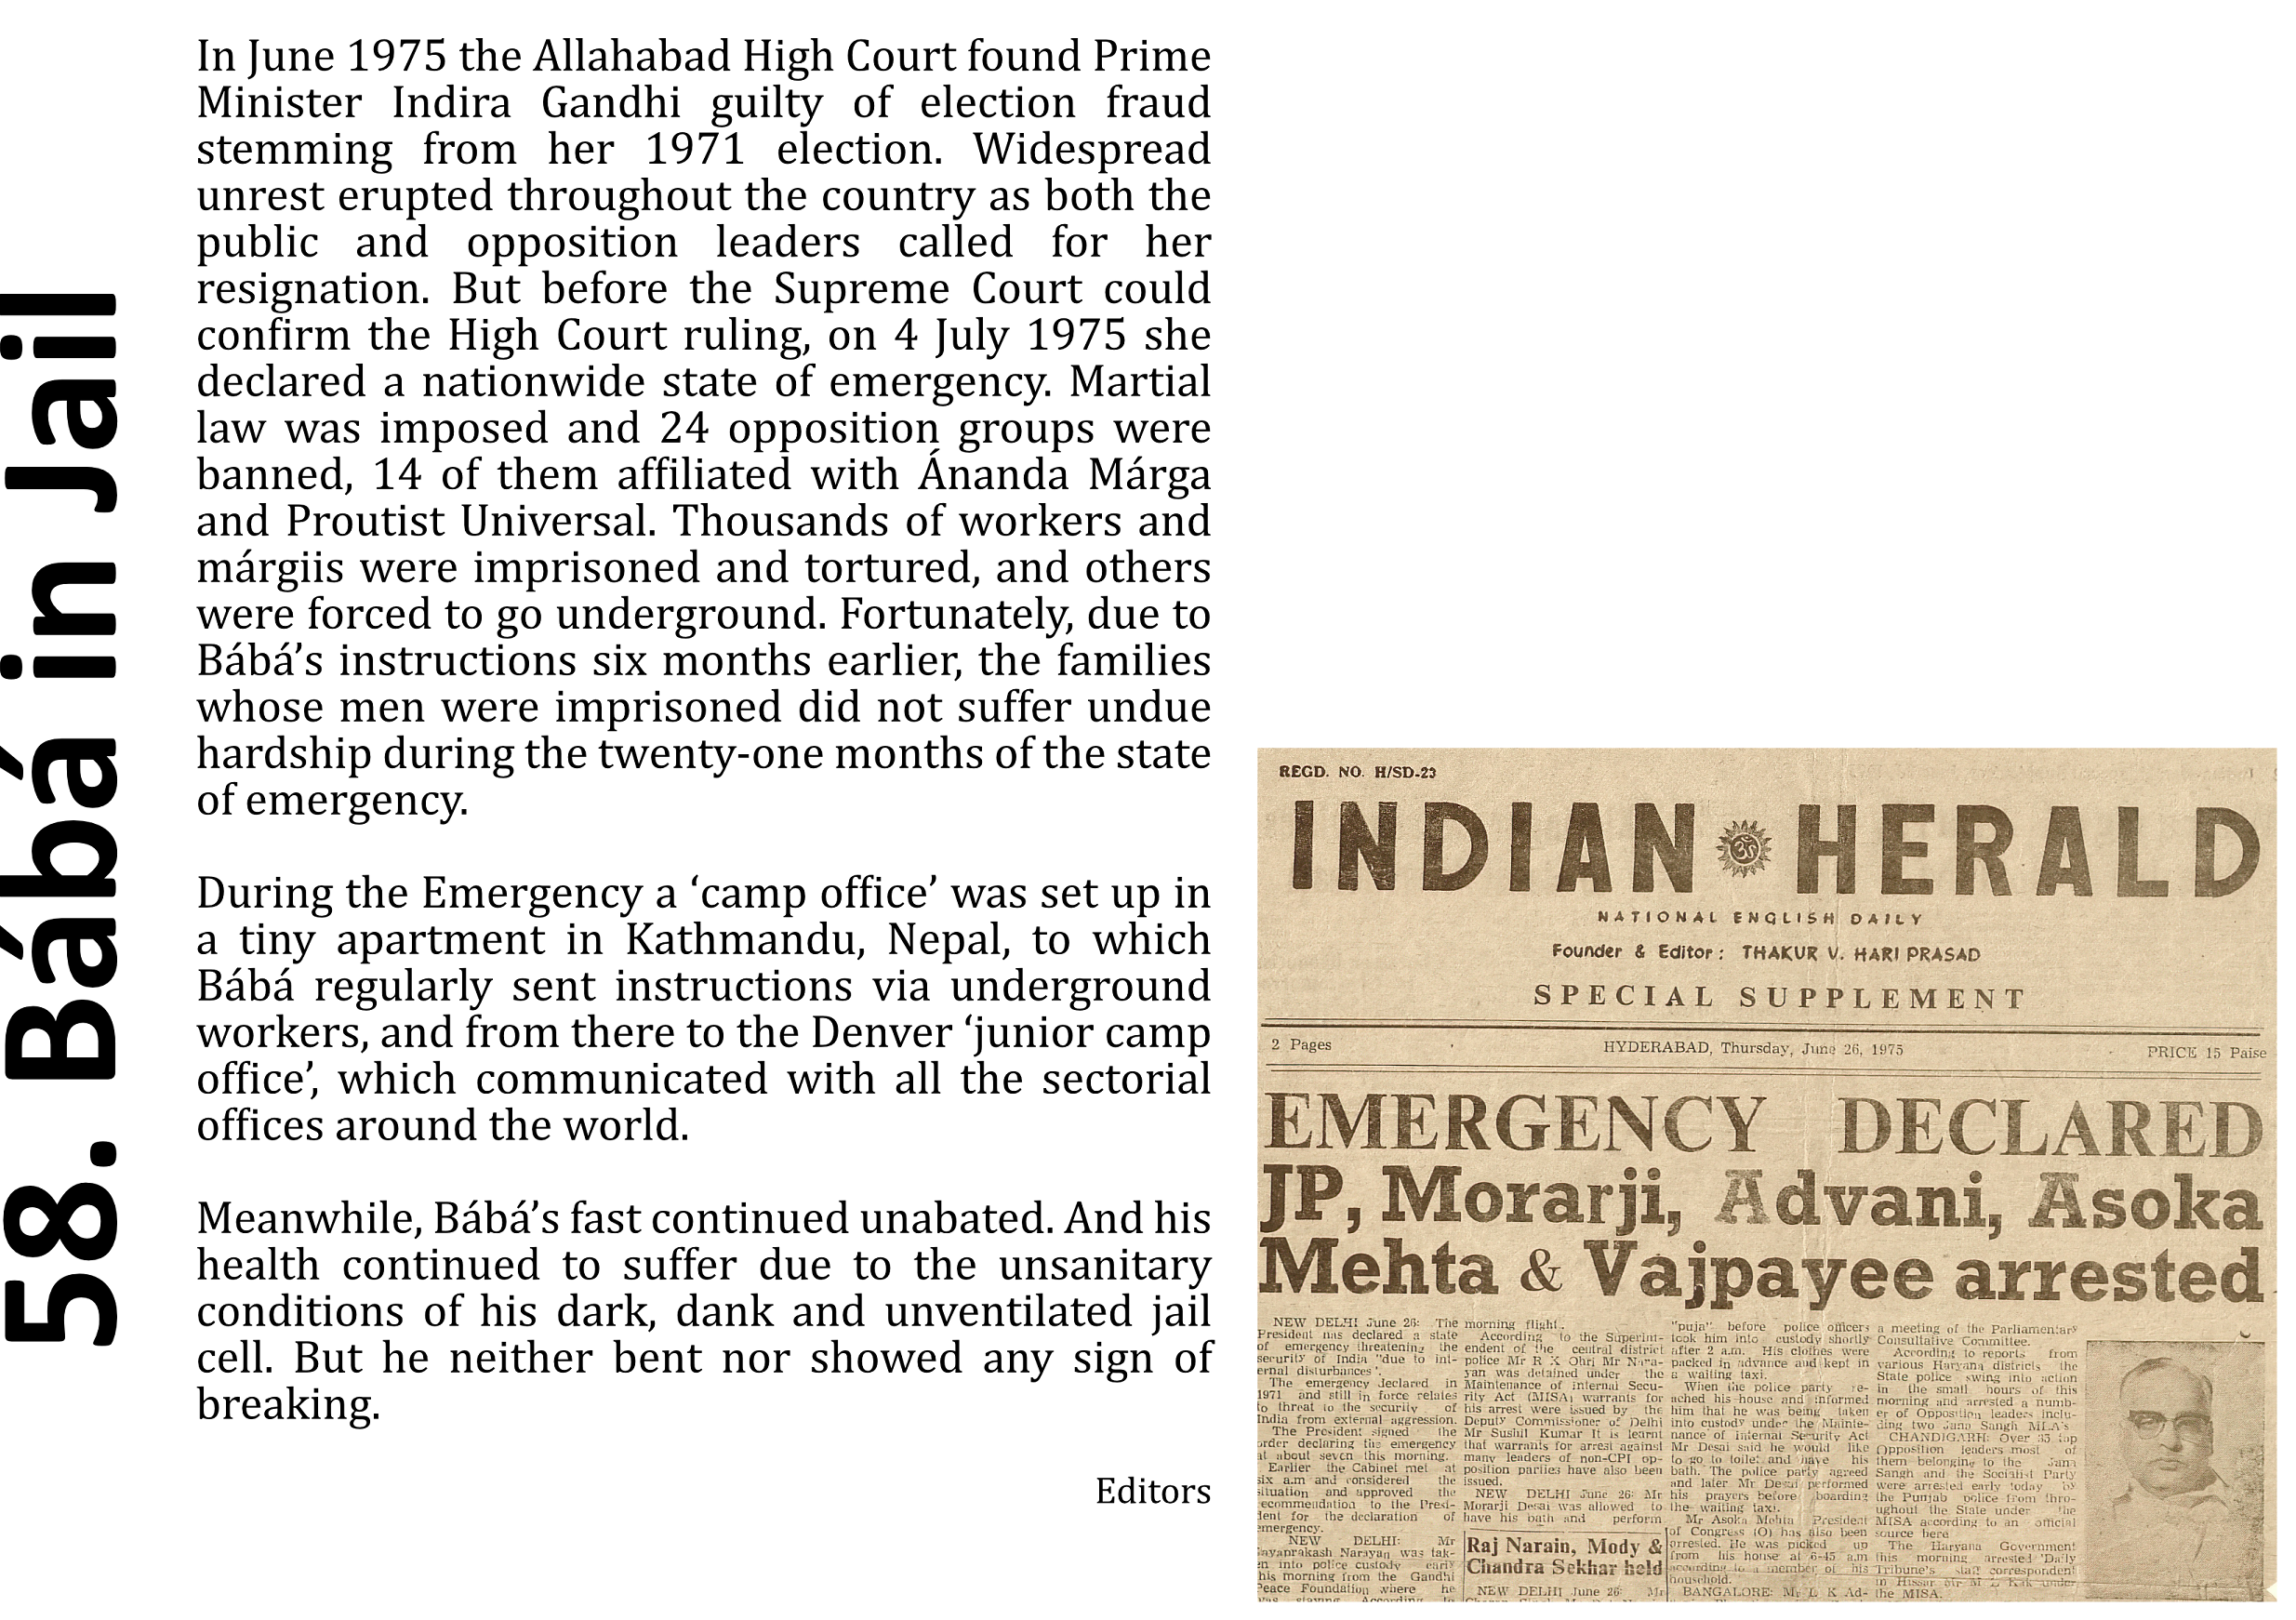 58. Bábá in Jail
In June 1975 the Allahabad High Court found Prime
Minister Indira Gandhi guilty of election fraud
stemming from her 1971 election. Widespread
unrest erupted throughout the country as both the
public and opposition leaders called for her
resignation. But before the Supreme Court could
confirm the High Court ruling, on 4 July 1975 she
declared a nationwide state of emergency. Martial
law was imposed and 24 opposition groups were
banned, 14 of them affiliated with Ánanda Márga
and Proutist Universal. Thousands of workers and
márgiis were imprisoned and tortured, and others
were forced to go underground. Fortunately, due to
Bábá’s instructions six months earlier, the families
whose men were imprisoned did not suffer undue
hardship during the twenty-one months of the state
of emergency.
During the Emergency a ‘camp office’ was set up in
a tiny apartment in Kathmandu, Nepal, to which
Bábá regularly sent instructions via underground
workers, and from there to the Denver ‘junior camp
office’, which communicated with all the sectorial
offices around the world.
Meanwhile, Bábá’s fast continued unabated. And his
health continued to suffer due to the unsanitary
conditions of his dark, dank and unventilated jail
cell. But he neither bent nor showed any sign of
breaking.
Editors
REGD. NO. H/SD-23
INDIAN ॐ HERALD
NATIONAL ENGLISH DAILY
Founder & Editor : THAKUR V. HARI PRASAD
SPECIAL SUPPLEMENT
2 Pages HYDERABAD, Thursday, June 26, 1975 PRICE 15 Paise
EMERGENCY DECLARED
JP, Morarji, Advani, Asoka
Mehta & Vajpayee arrested
NEW DELHI June 26: The
President has declared a state
of emergency threatening the
security of India "due to int-
ernal disturbances".
The emergency declared in
1971 and still in force relates
to threat to the security of
India from external aggression.
The President signed the
order declaring the emergency
at about seven this morning.
Earlier the Cabinet met at
six a.m and considered the
situation and approved the
recommendation to the Presi-
dent for the declaration of
emergency.
NEW DELHI: Mr
Jayaprakash Narayan was tak-
en into police custody early
this morning from the Gandhi
Peace Foundation where he
was staying. According to
morning flight.
According to the Superint-
endent of the central district
police Mr R K Ohri Mr Nara-
yan was detained under the
Maintenance of Internal Secu-
rity Act (MISA) warrants for
his arrest were issued by the
Deputy Commissioner of Delhi
Mr Sushil Kumar It is learnt
that warrants for arrest against
many leaders of non-CPI op-
position parties have also been
issued.
NEW DELHI June 26: Mr
Morarji Desai was allowed to
have his bath and perform
Raj Narain, Mody &
Chandra Sekhar held
NEW DELHI June 26: Mr
"puja" before police officers
took him into custody shortly
after 2 a.m. His clothes were
packed in advance and kept in
a waiting taxi.
When the police party re-
ached his house and informed
him that he was being taken
into custody under the Mainte-
nance of Internal Security Act
Mr Desai said he would like
to go to toilet and have his
bath. The police party agreed
and later Mr Desai performed
his prayers before boarding
the waiting taxi.
Mr Asoka Mehta President
of Congress (O) has also been
arrested. He was picked up
from his house at 6-45 a.m
according to a member of his
household.
BANGALORE: Mr L K Ad-
a meeting of the Parliamentary
Consultative Committee.
According to reports from
various Haryana districts the
State police swing into action
in the small hours of this
morning and arrested a numb-
er of Opposition leaders inclu-
ding two Jana Sangh MLA's
CHANDIGARH: Over 35 top
Opposition leaders most of
them belonging to the Jana
Sangh and the Socialist Party
were arrested early today by
the Punjab police from thro-
ughout the State under the
MISA according to an official
source here
The Haryana Government
this morning arrested 'Daily
Tribune's staff correspondent
in Hissar under
the MISA.